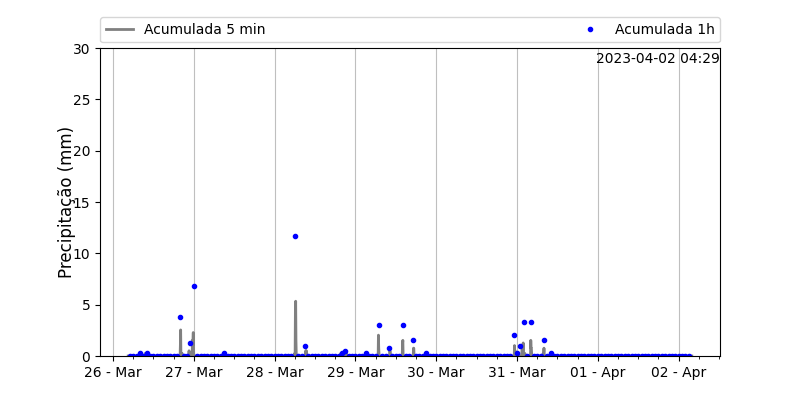 Acumulada 5 min
Acumulada 1h
2023-04-02 04:29
Precipitação (mm)
30
25
20
15
10
5
0
26 - Mar 27 - Mar 28 - Mar 29 - Mar 30 - Mar 31 - Mar 01 - Apr 02 - Apr